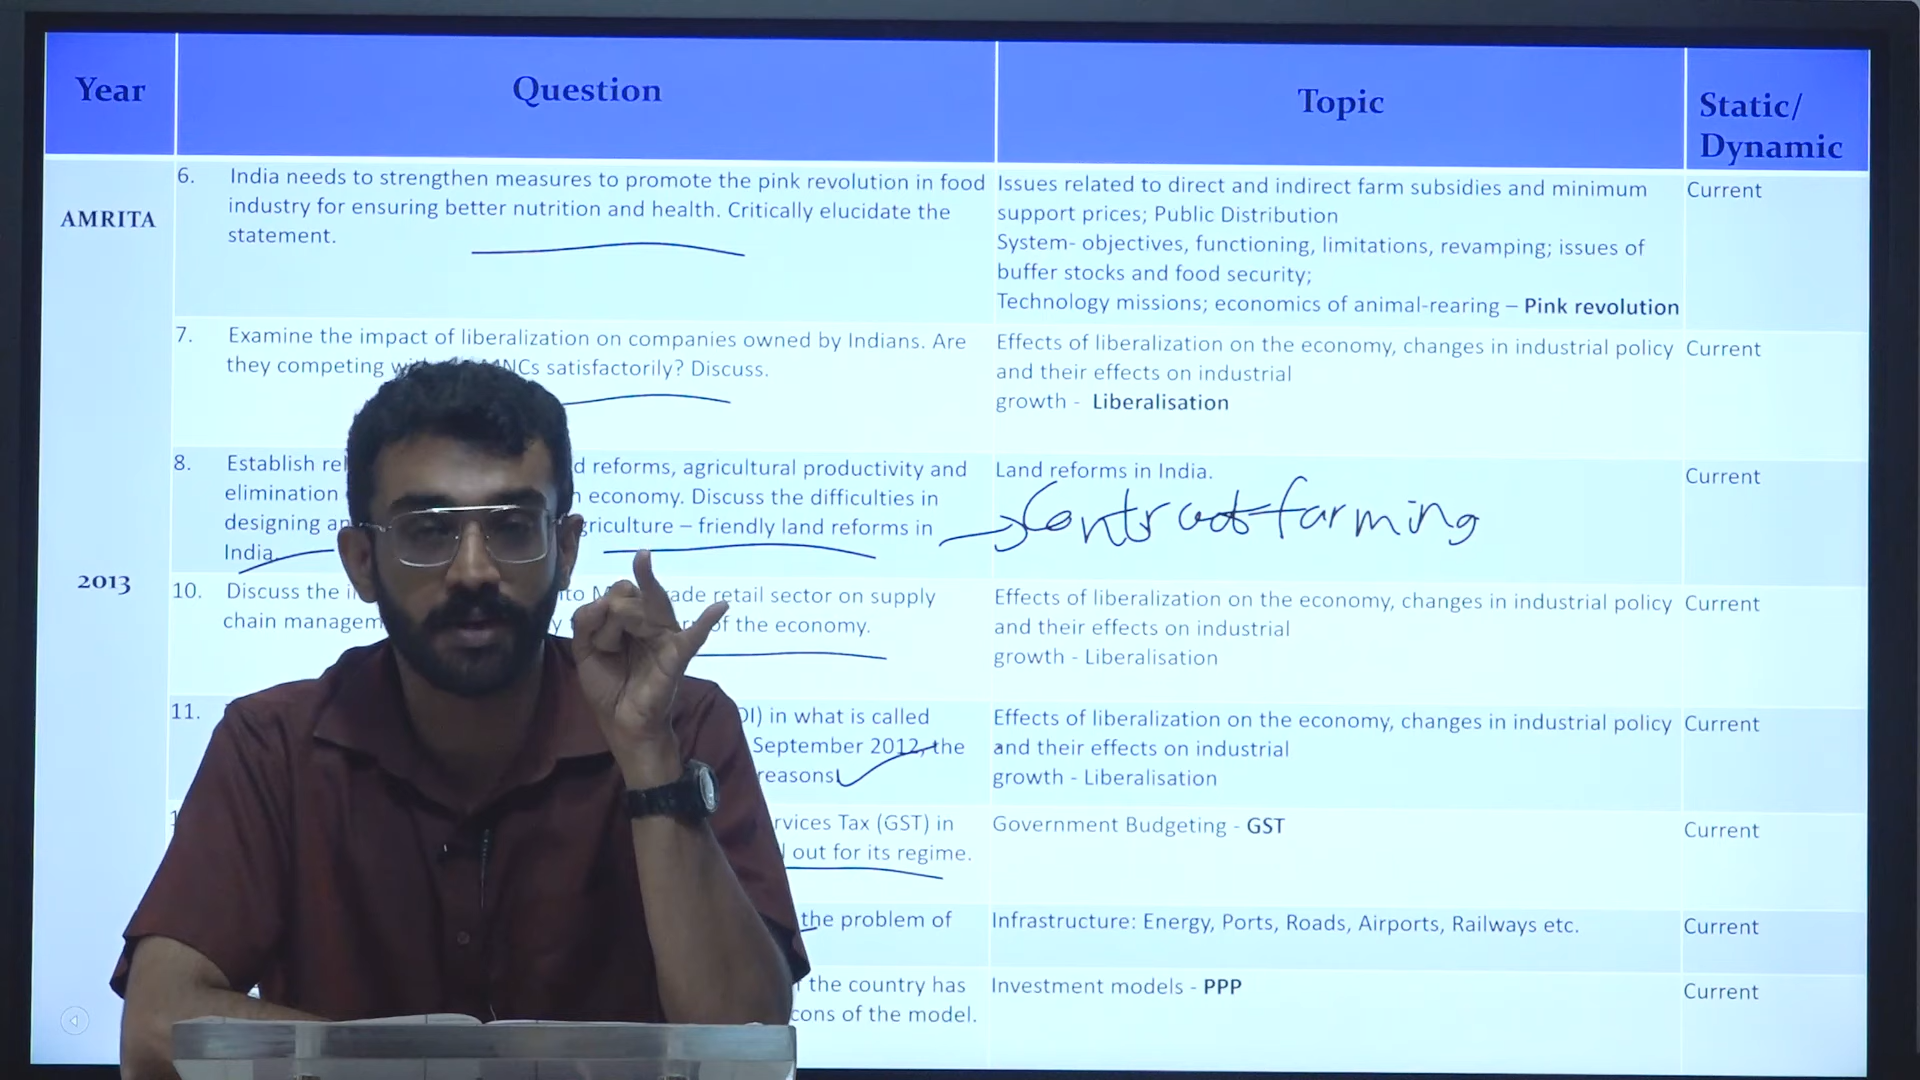 Year
Question
Topic
Static/
Dynamic
AMRITA
2013
6. India needs to strengthen measures to promote the pink revolution in food
industry for ensuring better nutrition and health. Critically elucidate the
statement.
Issues related to direct and indirect farm subsidies and minimum
support prices; Public Distribution
System- objectives, functioning, limitations, revamping; issues of
buffer stocks and food security;
Technology missions; economics of animal-rearing – Pink revolution
Current
7. Examine the impact of liberalization on companies owned by Indians. Are
they competing MNCs satisfactorily? Discuss.
Effects of liberalization on the economy, changes in industrial policy
and their effects on industrial
growth - Liberalisation
Current
8. Establish reforms, agricultural productivity and
elimination economy. Discuss the difficulties in
designing – friendly land reforms in
India
Land reforms in India.
Contract farming
Current
10. Discuss the retail sector on supply
chain of the economy.
Effects of liberalization on the economy, changes in industrial policy
and their effects on industrial
growth - Liberalisation
Current
11. in what is called
September 2012, the
reasons
Effects of liberalization on the economy, changes in industrial policy
and their effects on industrial
growth - Liberalisation
Current
Tax (GST) in
out for its regime.
Government Budgeting - GST
Current
the problem of
Infrastructure: Energy, Ports, Roads, Airports, Railways etc.
Current
the country has
cons of the model.
Investment models - PPP
Current